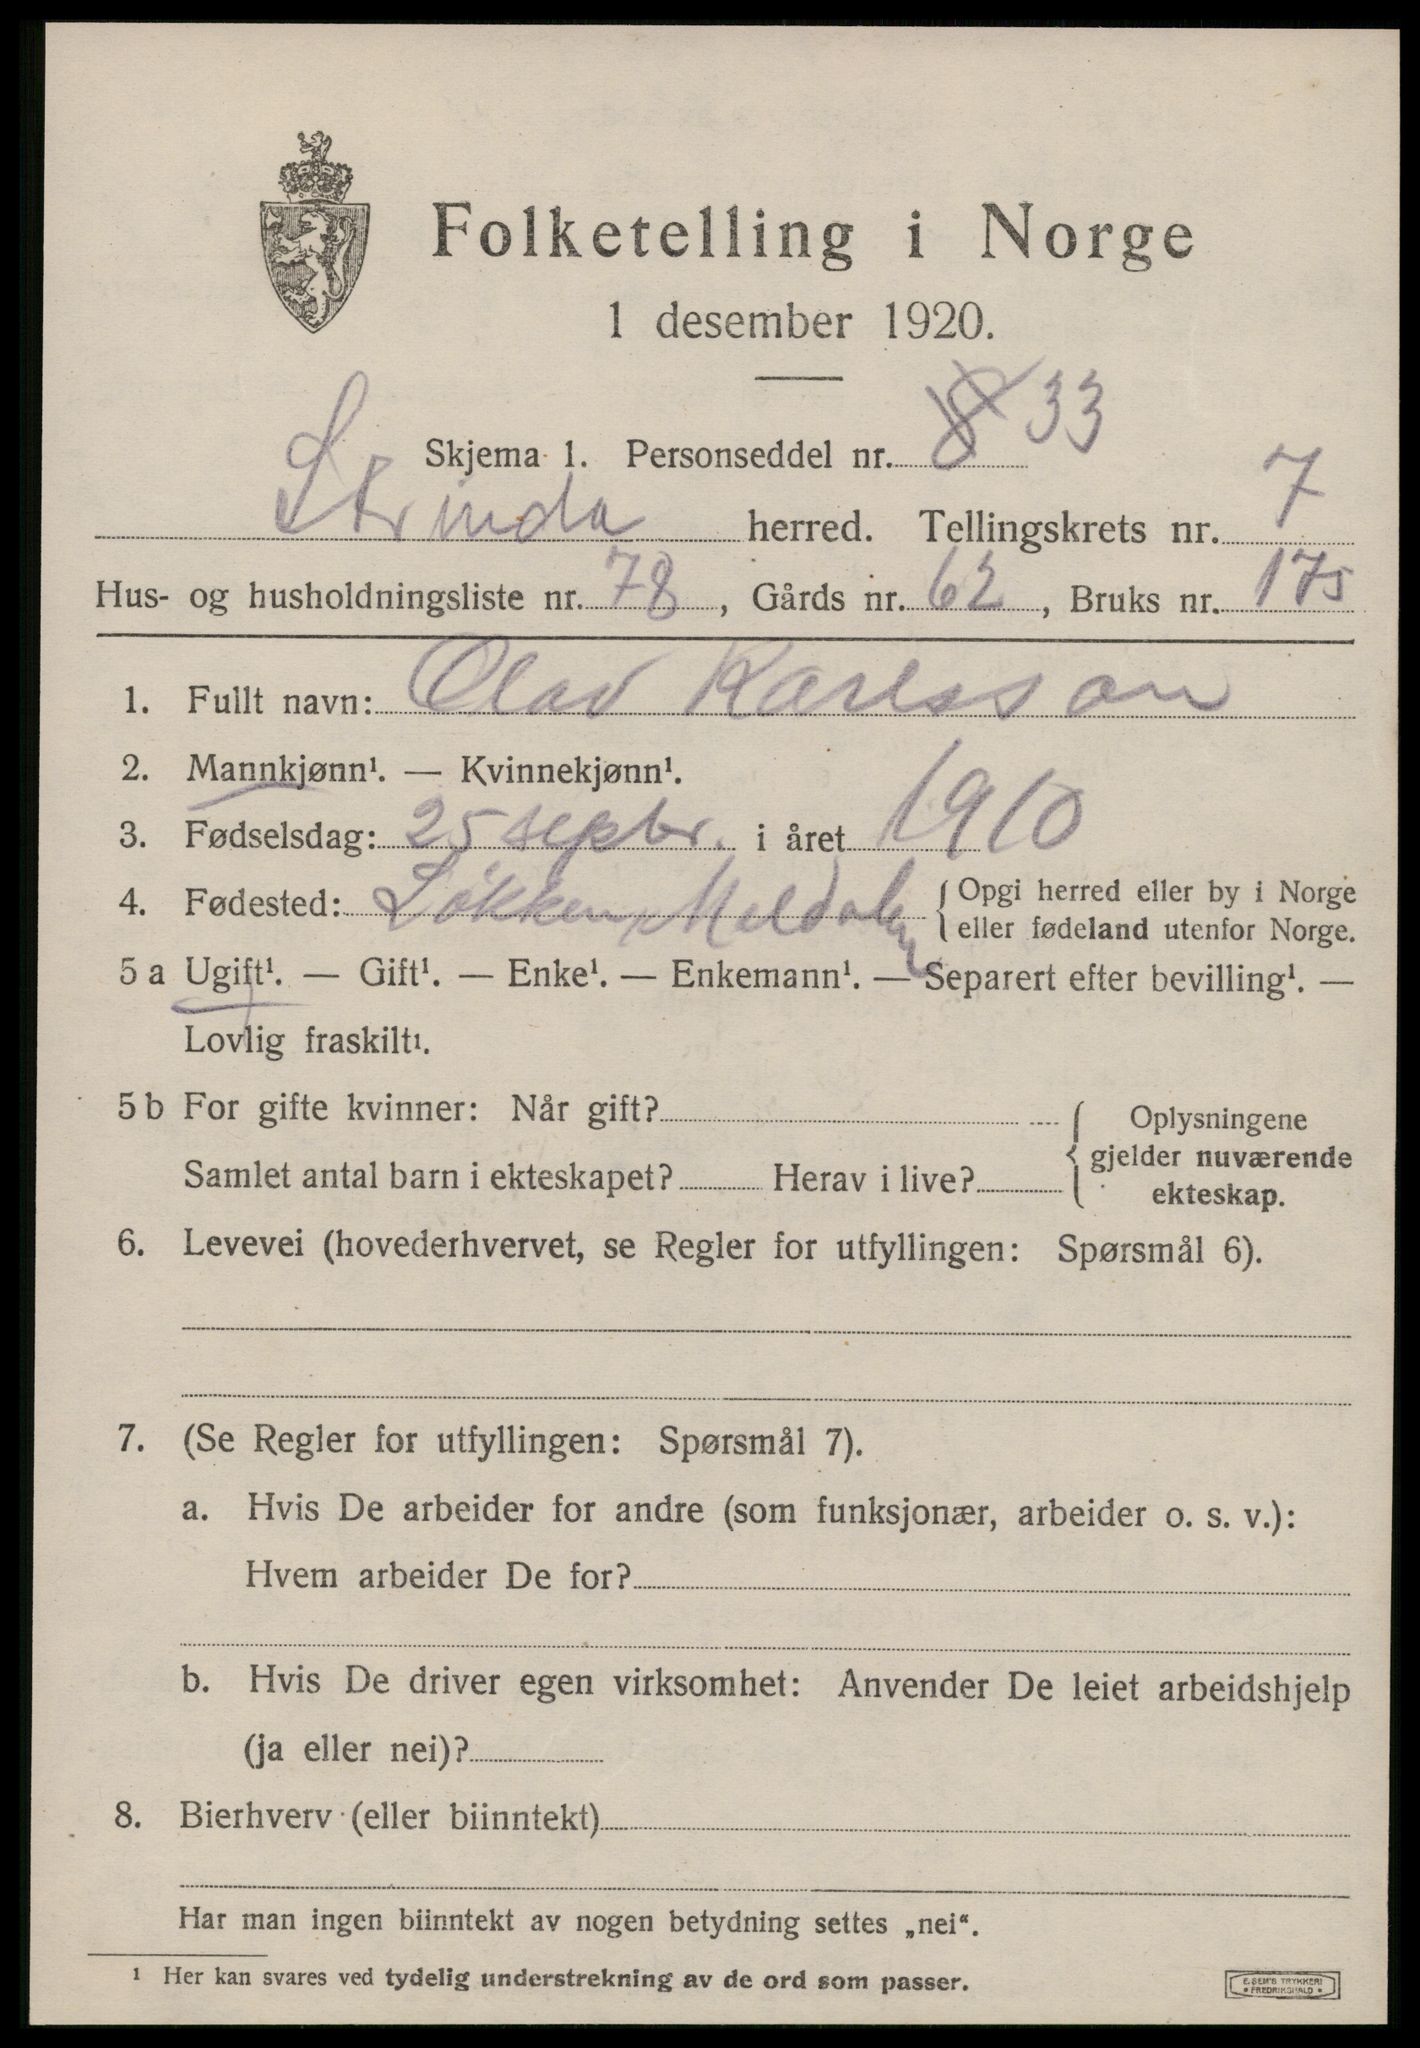 Folketelling i Norge
1 desember 1920.
Skjema 1. Personseddel nr. 8 33
Strinda herred. Tellingskrets nr. 7
Hus- og husholdningsliste nr. 78, Gårds nr. 62, Bruks nr. 175
1. Fullt navn: Olav Karlsson
2. Mannkjønn¹. — Kvinnekjønn¹.
3. Fødselsdag: 25 septbr. i året 1910
4. Fødested: Løkken, Meldalen { Opgi herred eller by i Norge
eller fødeland utenfor Norge.
5 a Ugift¹. — Gift¹. — Enke¹. — Enkemann¹. — Separert efter bevilling¹. —
Lovlig fraskilt¹.
5 b For gifte kvinner: Når gift? { Oplysningene
gjelder nuværende
Samlet antal barn i ekteskapet? Herav i live? ekteskap.
6. Levevei (hovederhvervet, se Regler for utfyllingen: Spørsmål 6).
7. (Se Regler for utfyllingen: Spørsmål 7).
a. Hvis De arbeider for andre (som funksjonær, arbeider o. s. v.):
Hvem arbeider De for?
b. Hvis De driver egen virksomhet: Anvender De leiet arbeidshjelp
(ja eller nei)?
8. Bierhverv (eller biinntekt)
Har man ingen biinntekt av nogen betydning settes „nei“.
¹ Her kan svares ved tydelig understrekning av de ord som passer.
E. SEM'S TRYKKERI
• FREDRIKSHALD •